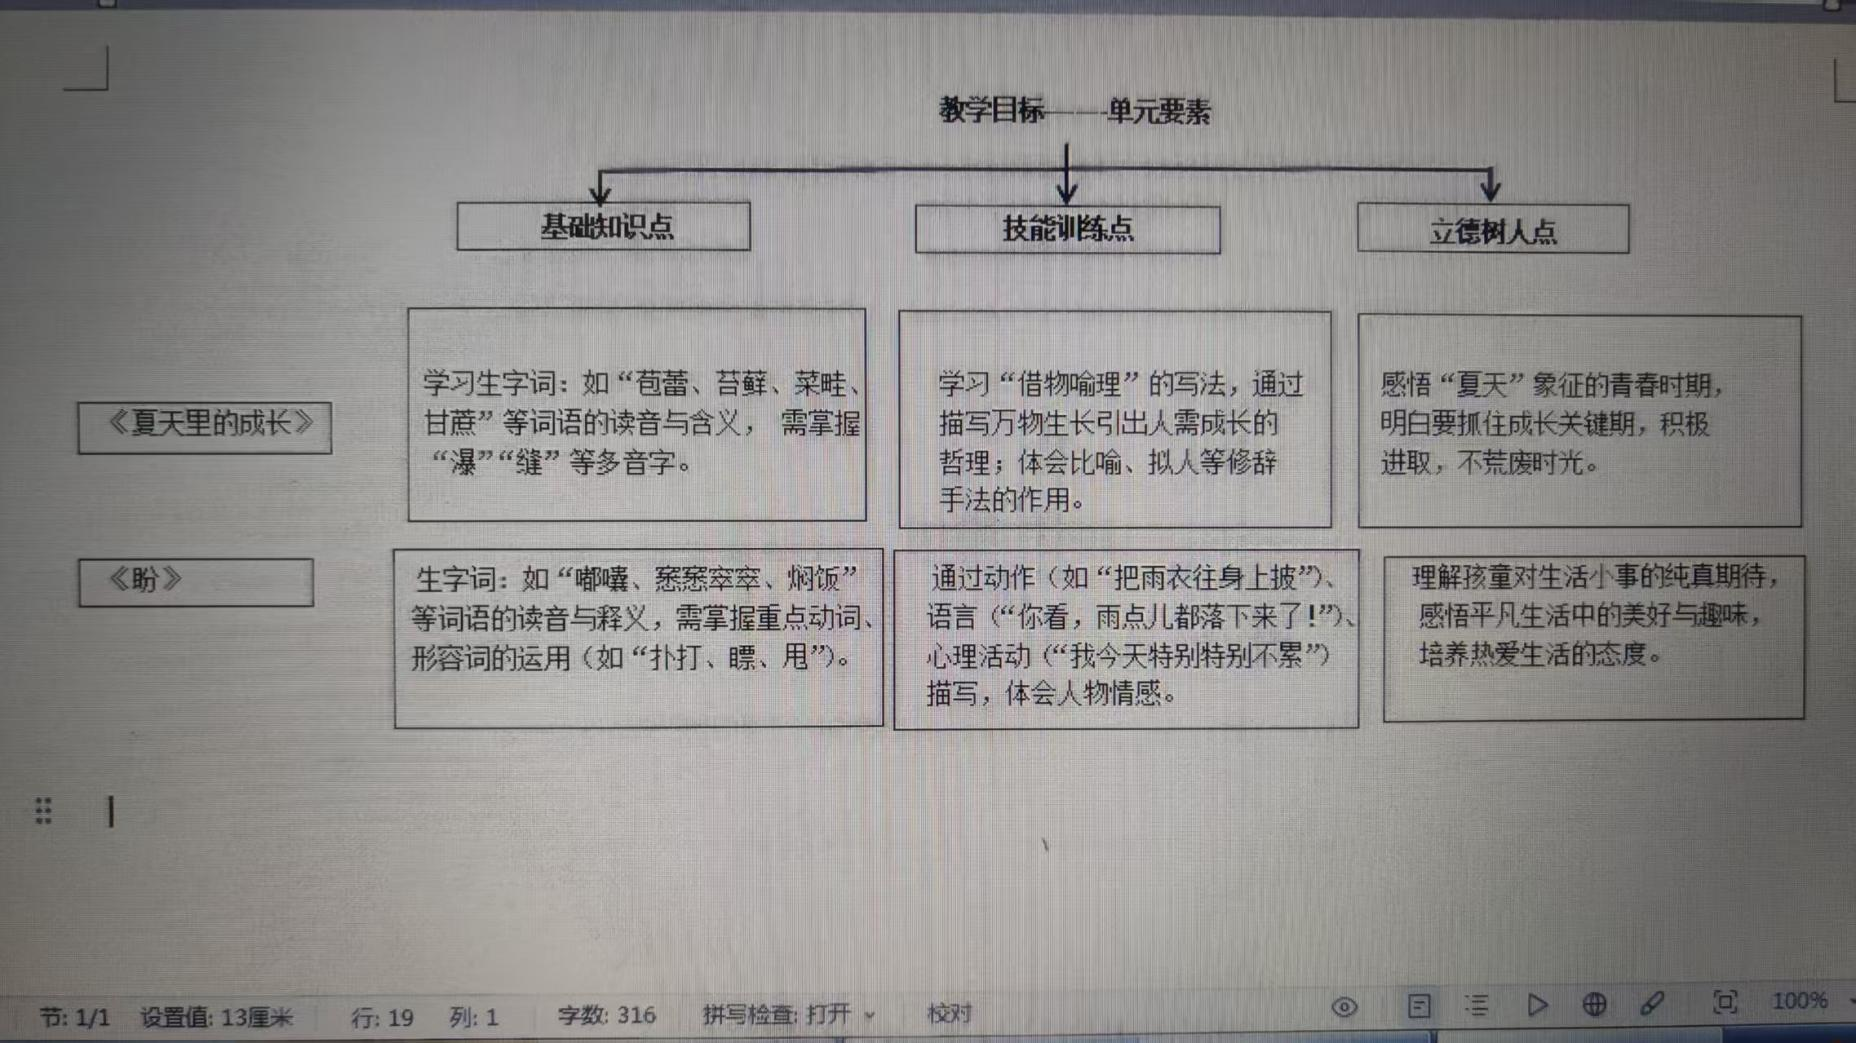 教学目标——单元要素
基础知识点
技能训练点
立德树人点
《夏天里的成长》
学习生字词：如“苞蕾、苔藓、菜畦、
甘蔗”等词语的读音与含义， 需掌握
“瀑”“缝”等多音字。
学习“借物喻理”的写法，通过
描写万物生长引出人需成长的
哲理；体会比喻、拟人等修辞
手法的作用。
感悟“夏天”象征的青春时期，
明白要抓住成长关键期，积极
进取，不荒废时光。
《盼》
生字词：如“嘟囔、窸窸窣窣、焖饭”
等词语的读音与释义，需掌握重点动词、
形容词的运用（如“扑打、瞟、甩”）。
通过动作（如“把雨衣往身上披”）、
语言（“你看，雨点儿都落下来了！”）、
心理活动（“我今天特别特别不累”）
描写，体会人物情感。
理解孩童对生活小事的纯真期待，
感悟平凡生活中的美好与趣味，
培养热爱生活的态度。
节: 1/1 设置值: 13厘米 行: 19 列: 1 字数: 316 拼写检查: 打开 校对 100%